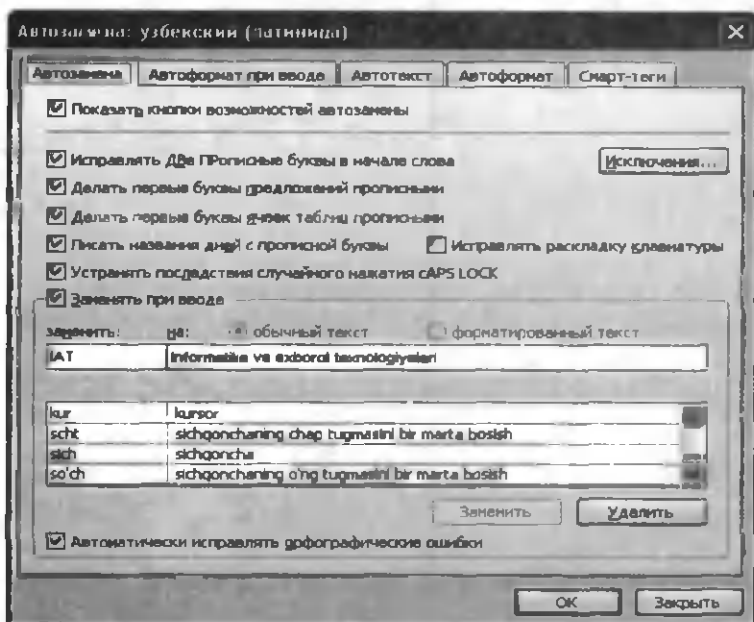 Автозамена: узбекский (латиница)
Автозамена Автоформат при вводе Автотекст Автоформат Смарт-теги
Показать кнопки возможностей автозамены
Исправлять ДВе ПРописные буквы в начале слова Исключения...
Делать первые буквы предложений прописными
Делать первые буквы ячеек таблиц прописными
Писать названия дней с прописной буквы Исправлять раскладку клавиатуры
Устранять последствия случайного нажатия cAPS LOCK
Заменять при вводе
заменить: на: обычный текст форматированный текст
IAT Informatika va axborot texnologiyalari
kur kursor
scht sichqonchaning chap tugmasini bir marta bosish
sich sichqoncha
so'ch sichqonchaning o'ng tugmasini bir marta bosish
Заменить Удалить
Автоматически исправлять орфографические ошибки
ОК Закрыть